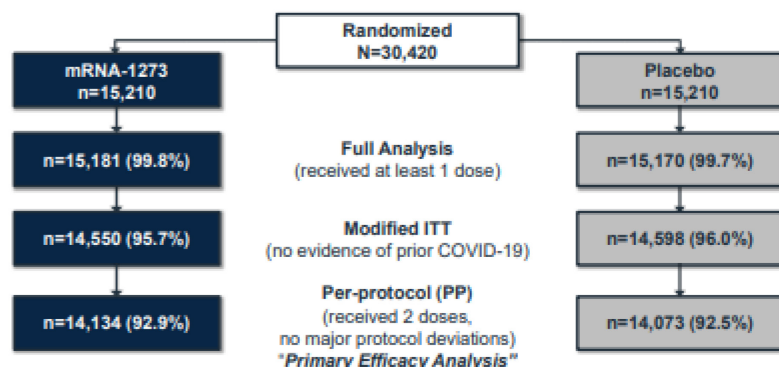 Randomized
N=30,420
mRNA-1273
n=15,210
Placebo
n=15,210
n=15,181 (99.8%)
Full Analysis
(received at least 1 dose)
n=15,170 (99.7%)
n=14,550 (95.7%)
Modified ITT
(no evidence of prior COVID-19)
n=14,598 (96.0%)
n=14,134 (92.9%)
Per-protocol (PP)
(received 2 doses,
no major protocol deviations)
"Primary Efficacy Analysis"
n=14,073 (92.5%)